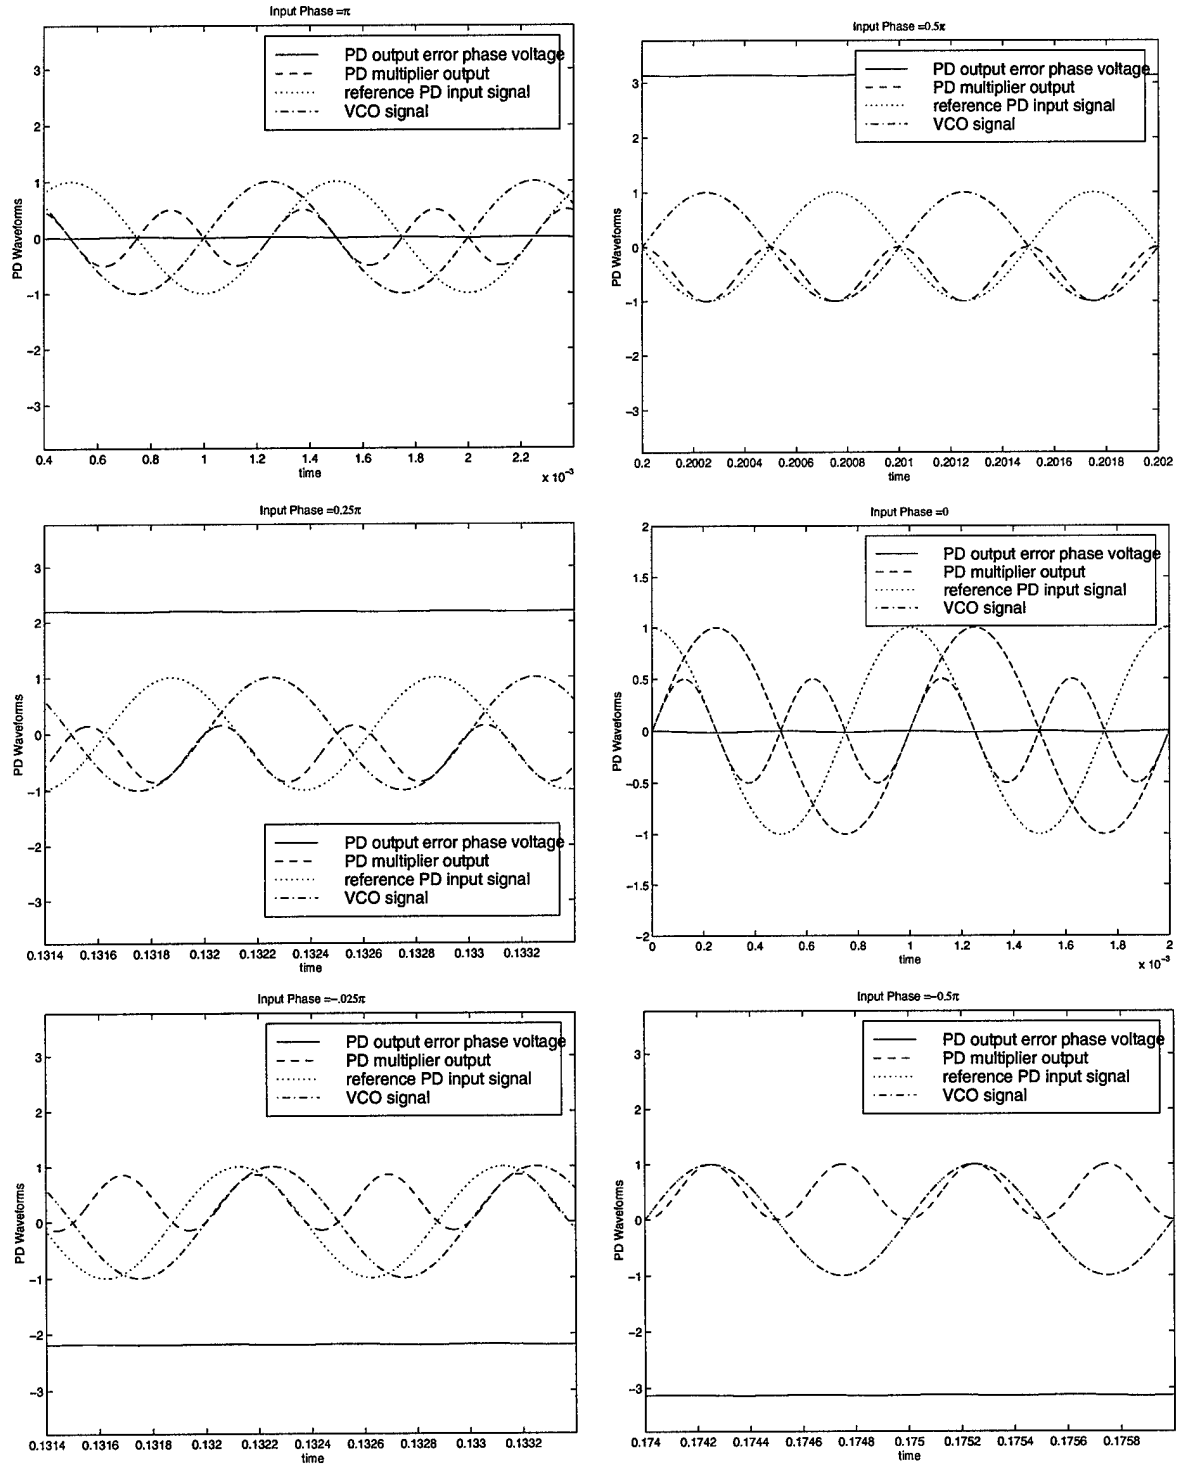 Input Phase =π
PD output error phase voltage
PD multiplier output
reference PD input signal
VCO signal
PD Waveforms
3
2
1
0
−1
−2
−3
0.4 0.6 0.8 1 1.2 1.4 1.6 1.8 2 2.2
time
x 10⁻³
Input Phase =0.5π
PD output error phase voltage
PD multiplier output
reference PD input signal
VCO signal
PD Waveforms
3
2
1
0
−1
−2
−3
0.2 0.2002 0.2004 0.2006 0.2008 0.201 0.2012 0.2014 0.2016 0.2018 0.202
time
Input Phase =0.25π
PD Waveforms
3
2
1
0
−1
−2
−3
PD output error phase voltage
PD multiplier output
reference PD input signal
VCO signal
0.1314 0.1316 0.1318 0.132 0.1322 0.1324 0.1326 0.1328 0.133 0.1332
time
Input Phase =0
PD output error phase voltage
PD multiplier output
reference PD input signal
VCO signal
PD Waveforms
2
1.5
1
0.5
0
−0.5
−1
−1.5
−2
0 0.2 0.4 0.6 0.8 1 1.2 1.4 1.6 1.8 2
time
x 10⁻³
Input Phase =−.025π
PD output error phase voltage
PD multiplier output
reference PD input signal
VCO signal
PD Waveforms
3
2
1
0
−1
−2
−3
0.1314 0.1316 0.1318 0.132 0.1322 0.1324 0.1326 0.1328 0.133 0.1332
time
Input Phase =−0.5π
PD output error phase voltage
PD multiplier output
reference PD input signal
VCO signal
PD Waveforms
3
2
1
0
−1
−2
−3
0.174 0.1742 0.1744 0.1746 0.1748 0.175 0.1752 0.1754 0.1756 0.1758
time